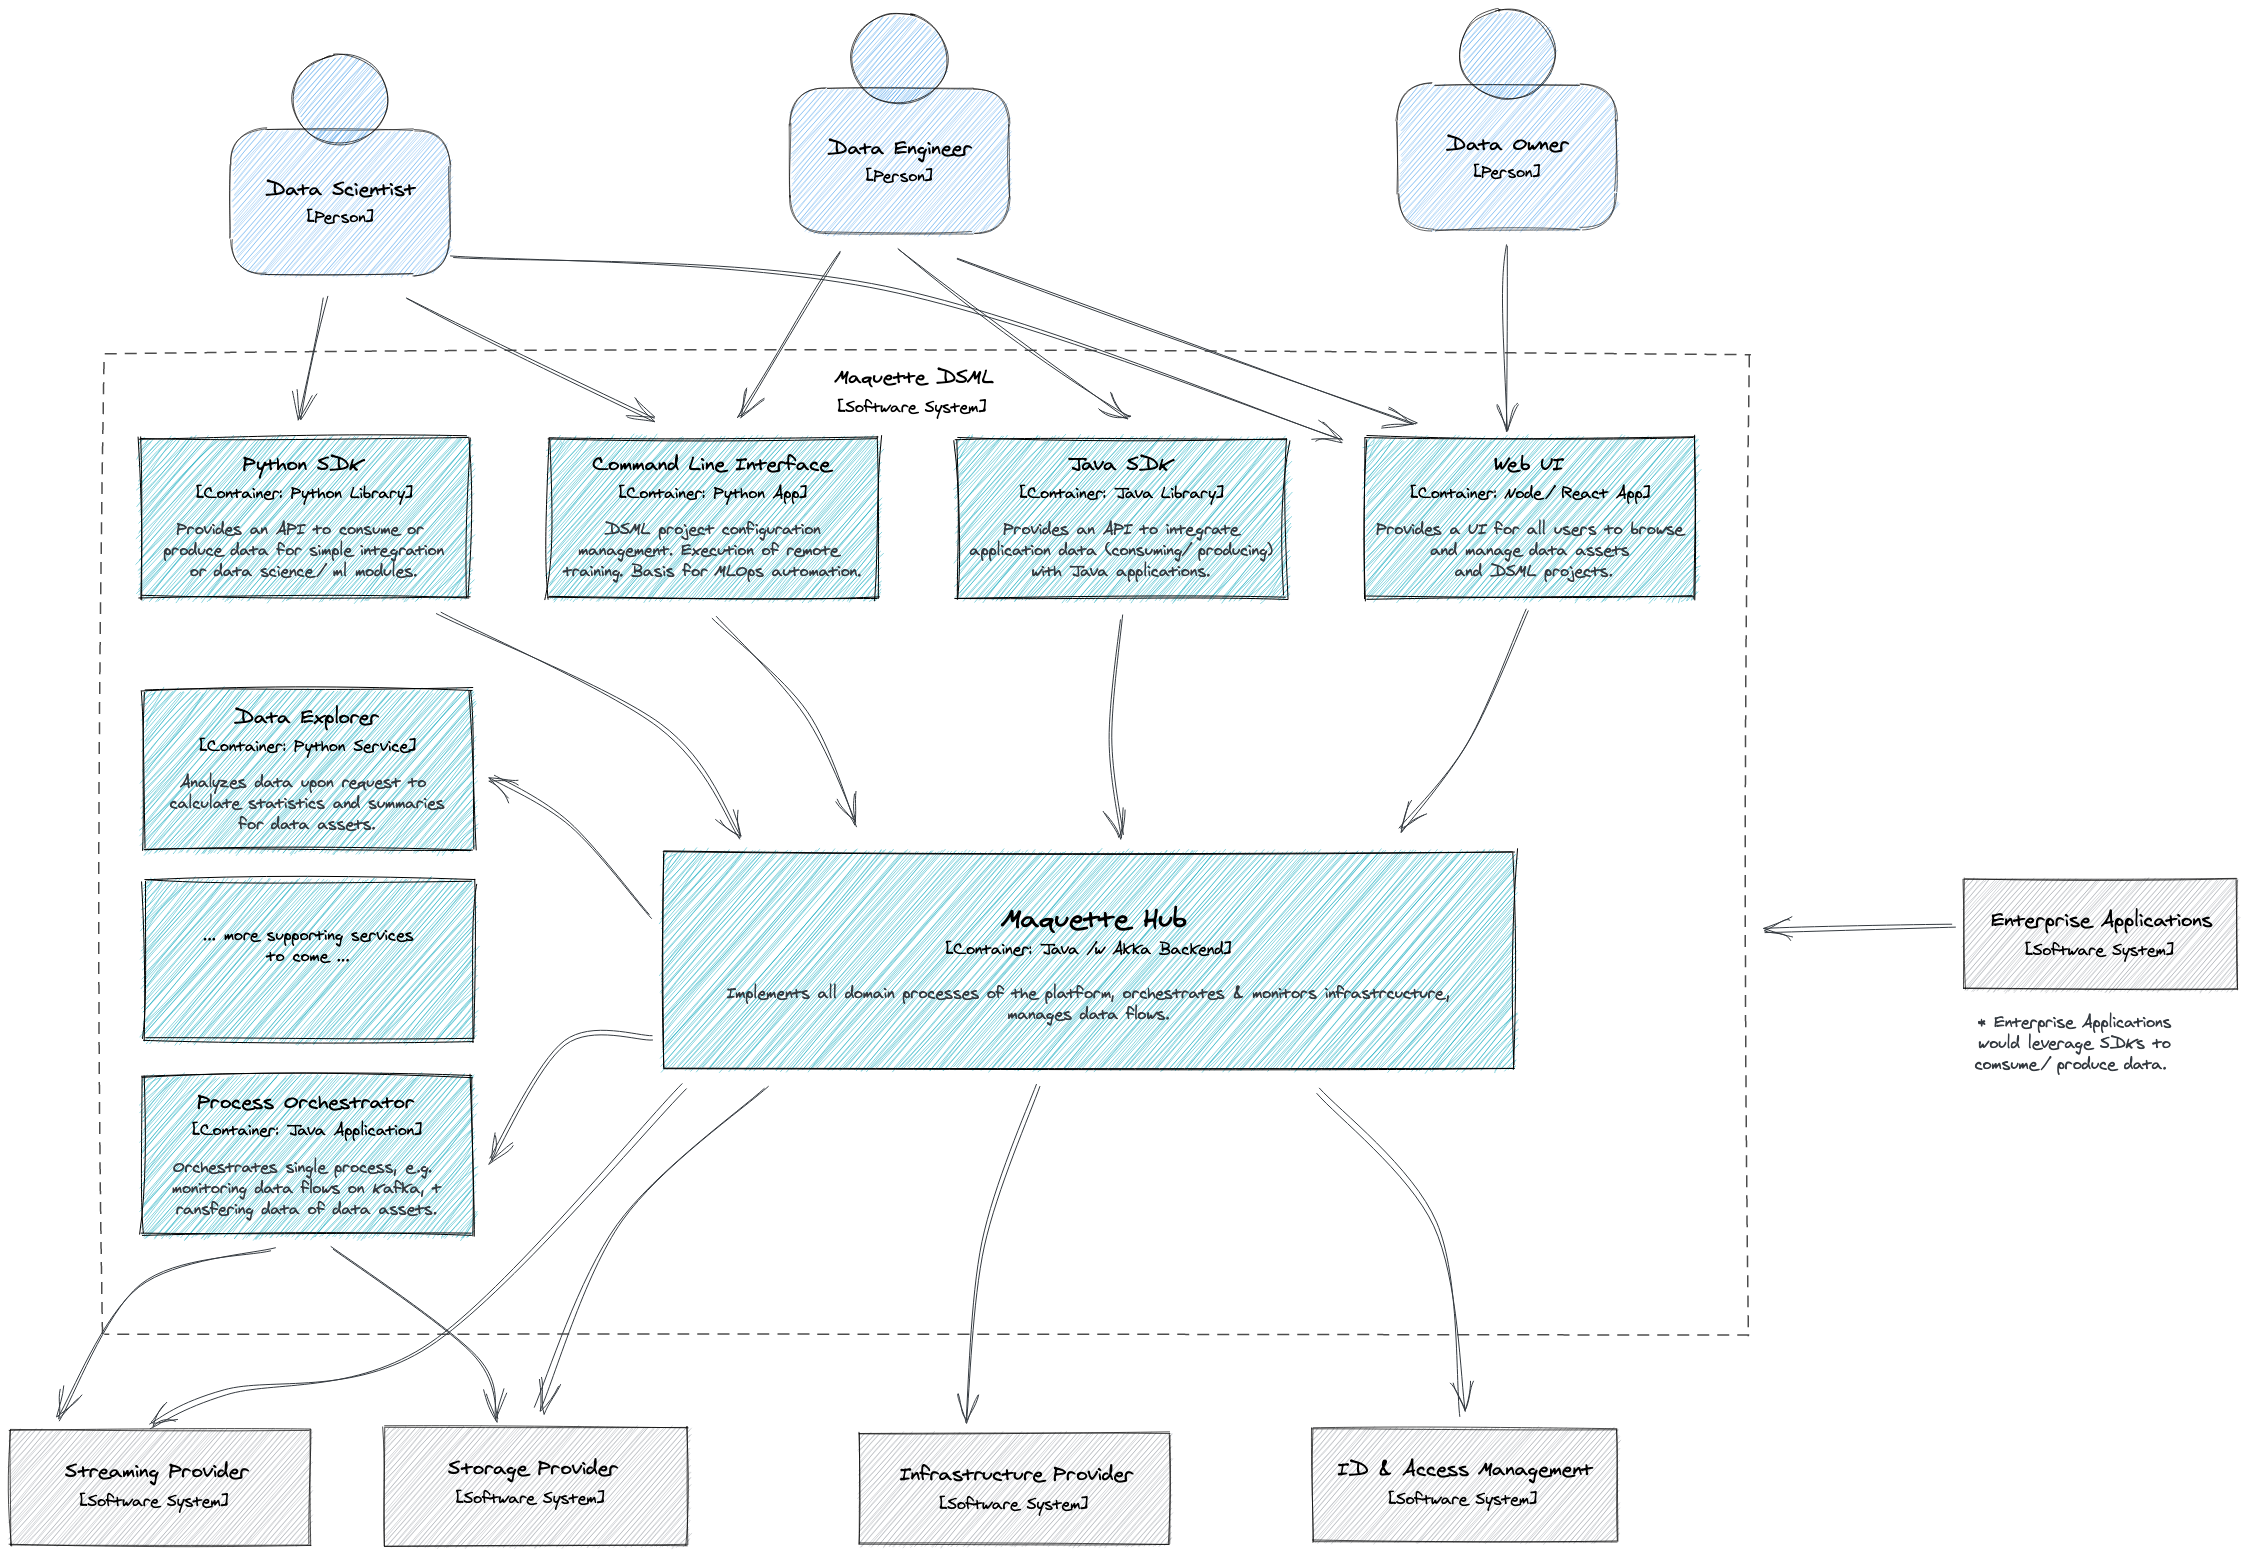 Data Scientist
[Person]
Data Engineer
[Person]
Data Owner
[Person]
Maquette DSML
[Software System]
Python SDK
[Container: Python Library]
Provides an API to consume or
produce data for simple integration
or data science/ ml modules.
Command Line Interface
[Container: Python App]
DSML project configuration
management. Execution of remote
training. Basis for MLOps automation.
Java SDK
[Container: Java Library]
Provides an API to integrate
application data (consuming/ producing)
with Java applications.
Web UI
[Container: Node/ React App]
Provides a UI for all users to browse
and manage data assets
and DSML projects.
Data Explorer
[Container: Python Service]
Analyzes data upon request to
calculate statistics and summaries
for data assets.
... more supporting services
to come ...
Maquette Hub
[Container: Java /w Akka Backend]
Implements all domain processes of the platform, orchestrates & monitors infrastrcucture,
manages data flows.
Enterprise Applications
[Software System]
* Enterprise Applications
would leverage SDKs to
comsume/ produce data.
Process Orchestrator
[Container: Java Application]
Orchestrates single process, e.g.
monitoring data flows on Kafka, t
ransfering data of data assets.
Streaming Provider
[Software System]
Storage Provider
[Software System]
Infrastructure Provider
[Software System]
ID & Access Management
[Software System]